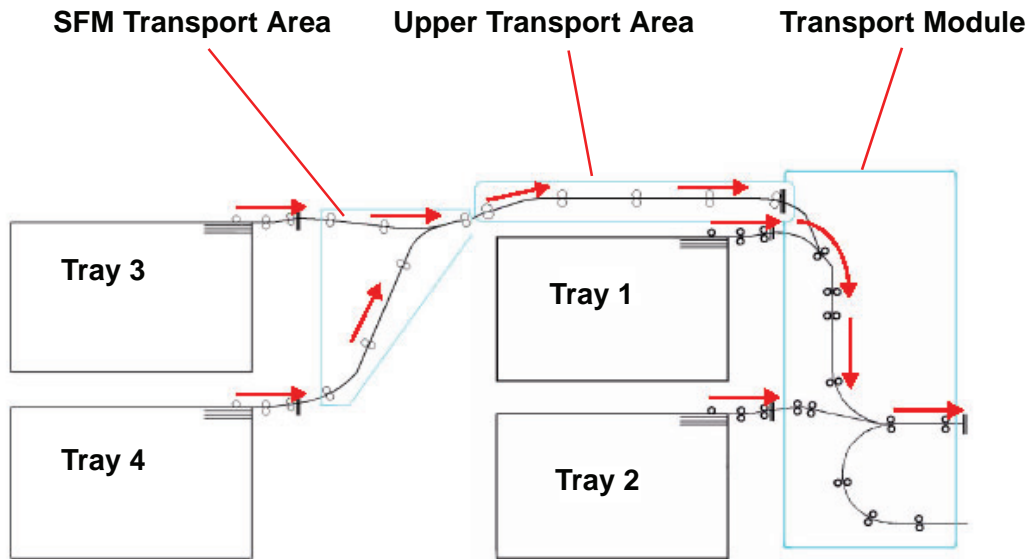 SFM Transport Area
Upper Transport Area
Transport Module
Tray 3
Tray 1
Tray 4
Tray 2